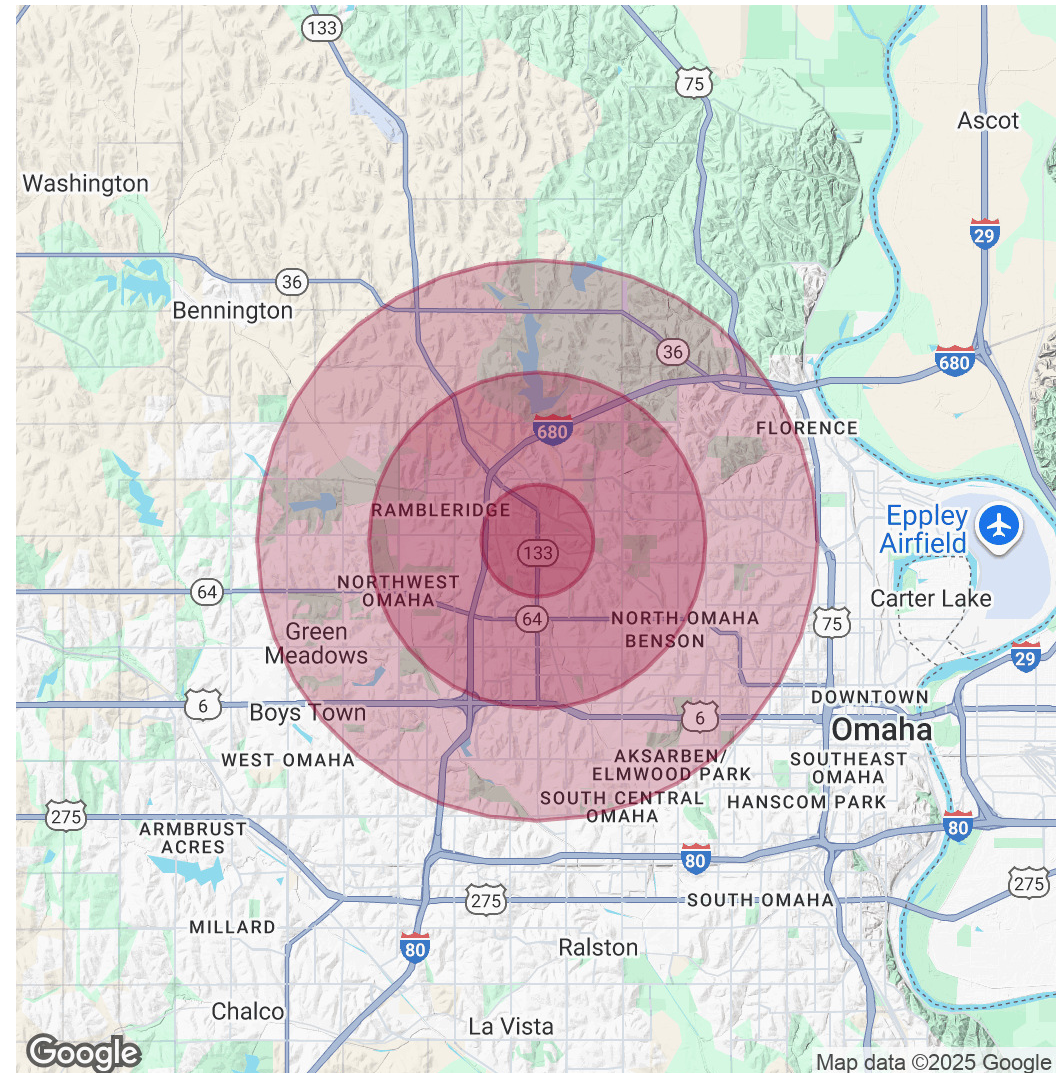 133
75
Ascot
Washington
29
36
Bennington
36
680
FLORENCE
680
RAMBLERIDGE
Eppley
Airfield
133
NORTHWEST
OMAHA
64
Carter Lake
64
NORTH OMAHA
75
Green
Meadows
BENSON
29
6
Boys Town
6
DOWNTOWN
Omaha
WEST OMAHA
AKSARBEN/
ELMWOOD PARK
SOUTHEAST
OMAHA
SOUTH CENTRAL
OMAHA
HANSCOM PARK
275
ARMBRUST
ACRES
80
80
275
275
SOUTH OMAHA
MILLARD
80
Ralston
Chalco
La Vista
Google
Map data ©2025 Google